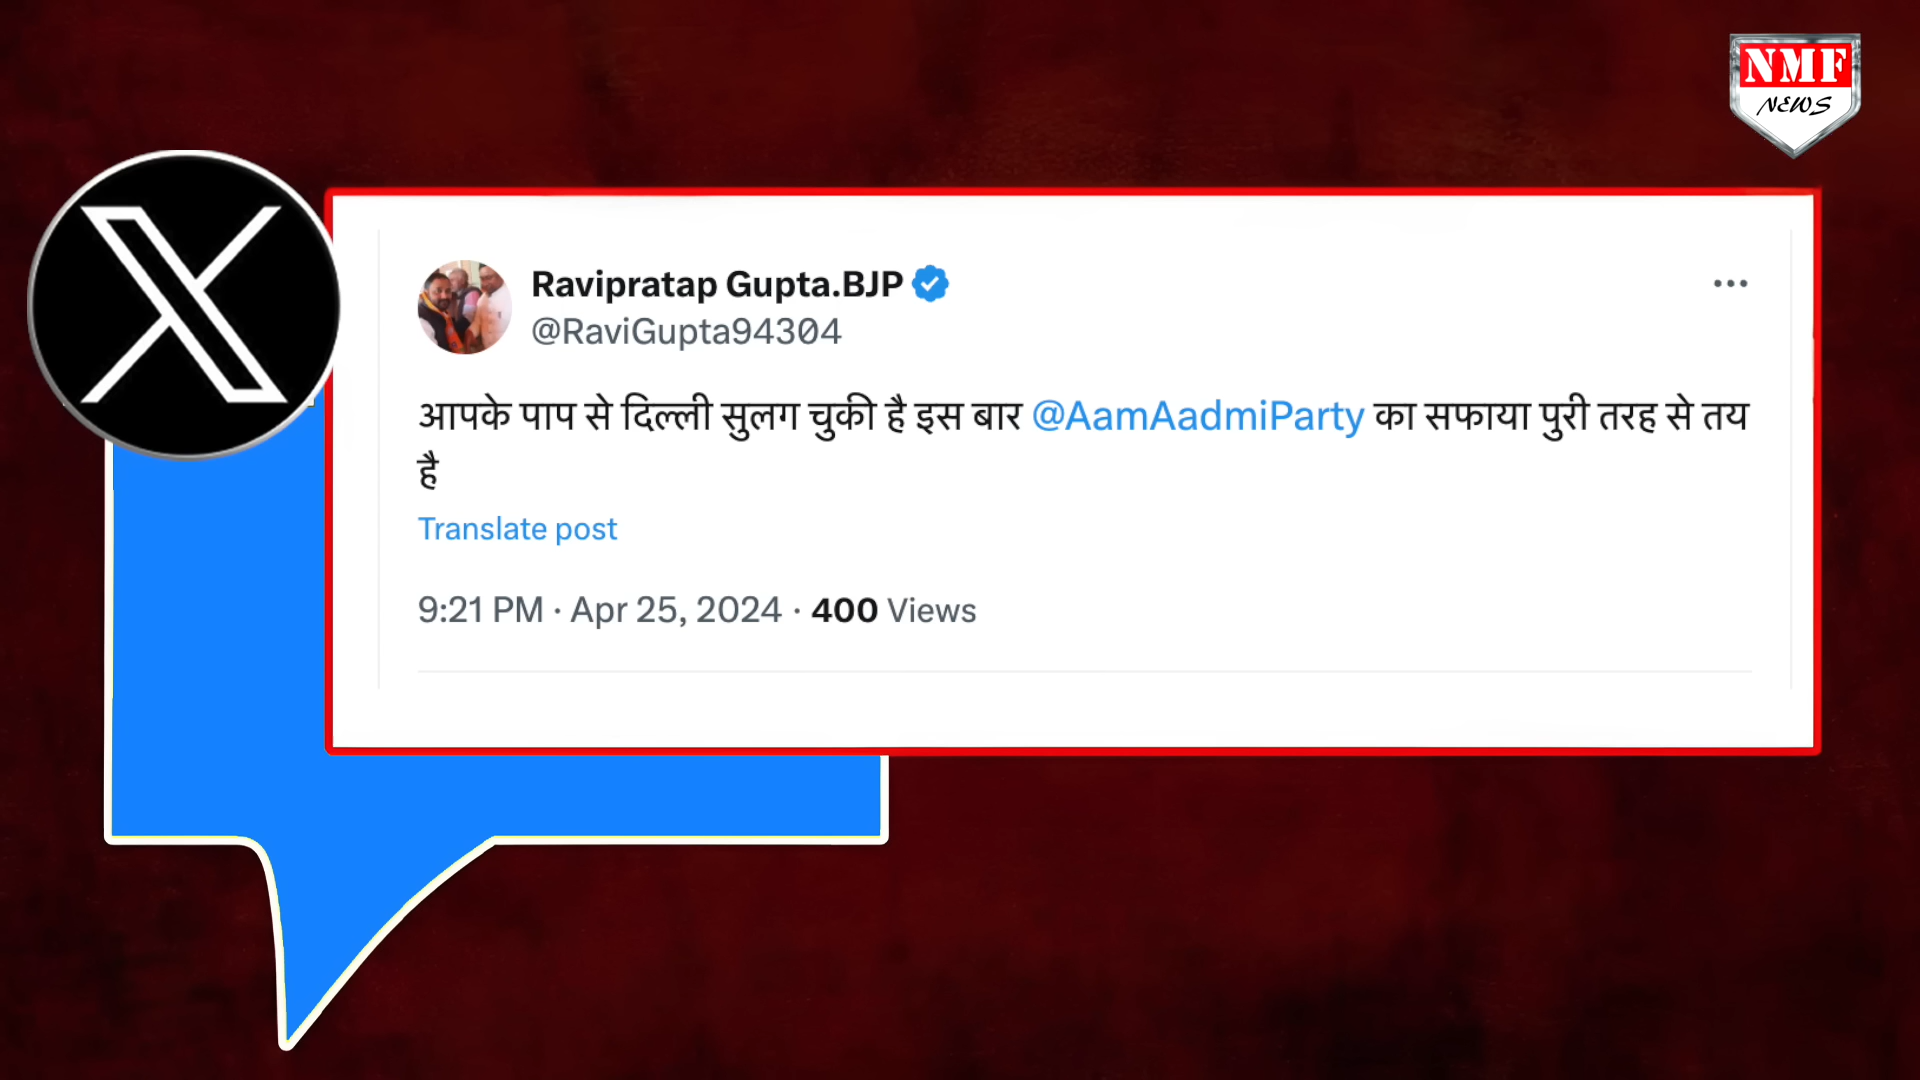 NMF
NEWS
Ravipratap Gupta.BJP
@RaviGupta94304
आपके पाप से दिल्ली सुलग चुकी है इस बार @AamAadmiParty का सफाया पुरी तरह से तय
है
Translate post
9:21 PM · Apr 25, 2024 · 400 Views